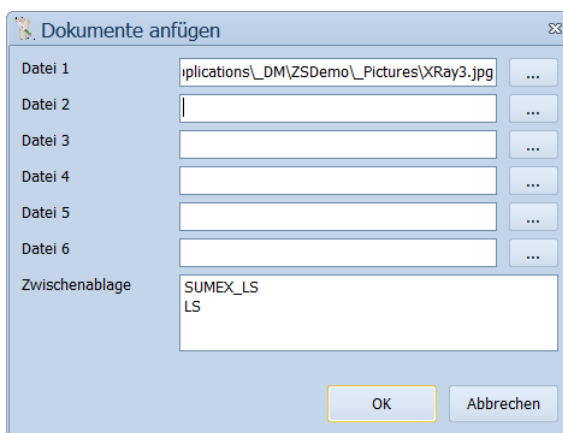 Dokumente anfügen
Datei 1 plications\_DM\ZSDemo\_Pictures\XRay3.jpg ...
Datei 2 ...
Datei 3 ...
Datei 4 ...
Datei 5 ...
Datei 6 ...
Zwischenablage SUMEX_LS
LS
OK Abbrechen